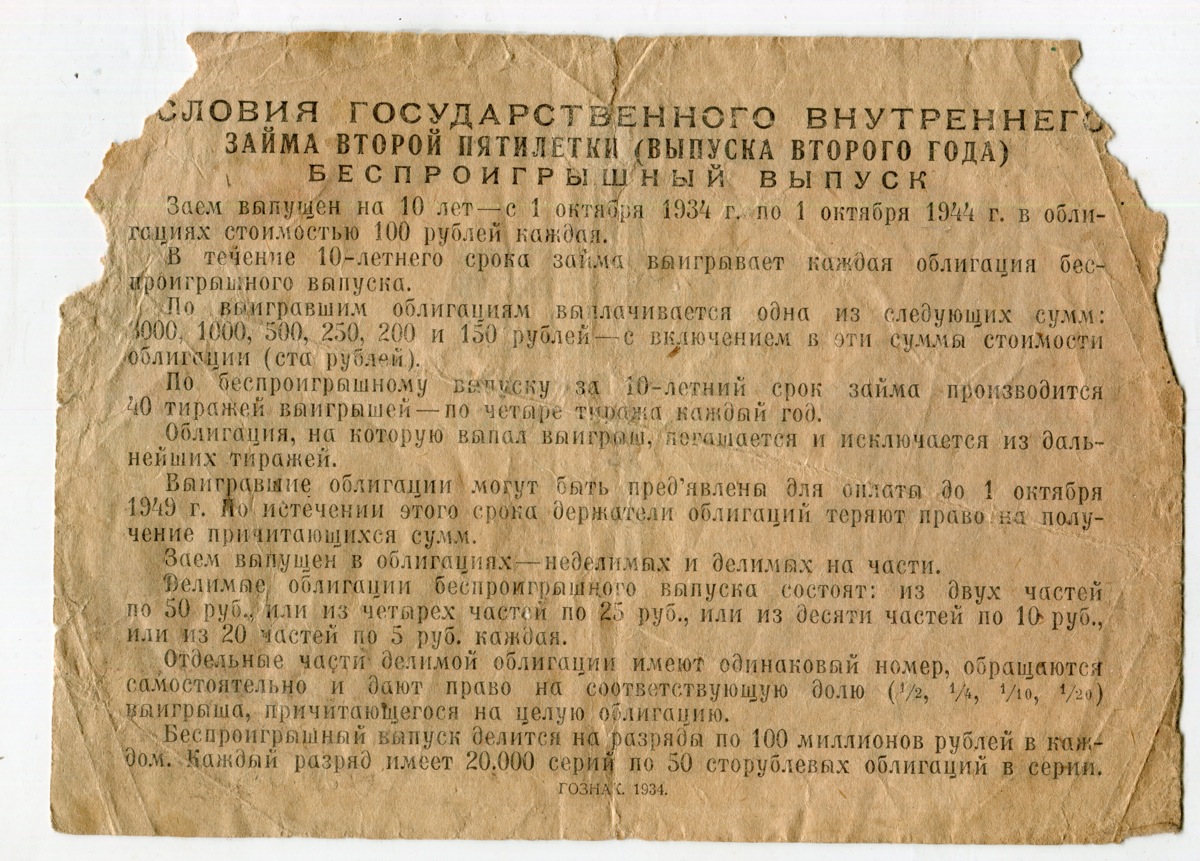 СЛОВИЯ ГОСУДАРСТВЕННОГО ВНУТРЕННЕГО
ЗАЙМА ВТОРОЙ ПЯТИЛЕТКИ (ВЫПУСКА ВТОРОГО ГОДА)
БЕСПРОИГРЫШНЫЙ ВЫПУСК
Заем выпущен на 10 лет—с 1 октября 1934 г. по 1 октября 1944 г. в обли-
гациях стоимостью 100 рублей каждая.
В течение 10-летнего срока займа выигрывает каждая облигация бес-
проигрышного выпуска.
По выигравшим облигациям выплачивается одна из следующих сумм:
3000, 1000, 500, 250, 200 и 150 рублей—с включением в эти суммы стоимости
облигации (ста рублей).
По беспроигрышному выпуску за 10-летний срок займа производится
40 тиражей выигрышей—по четыре тиража каждый год.
Облигация, на которую выпал выигрыш, погашается и исключается из даль-
нейших тиражей.
Выигравшие облигации могут быть пред'явлены для оплаты до 1 октября
1949 г. По истечении этого срока держатели облигаций теряют право на полу-
чение причитающихся сумм.
Заем выпущен в облигациях—неделимых и делимых на части.
Делимые облигации беспроигрышного выпуска состоят: из двух частей
по 50 руб., или из четырех частей по 25 руб., или из десяти частей по 10 руб.,
или из 20 частей по 5 руб. каждая.
Отдельные части делимой облигации имеют одинаковый номер, обращаются
самостоятельно и дают право на соответствующую долю (1/2, 1/4, 1/10, 1/20)
выигрыша, причитающегося на целую облигацию.
Беспроигрышный выпуск делится на разряды по 100 миллионов рублей в каж-
дом. Каждый разряд имеет 20.000 серий по 50 сторублевых облигаций в серии.
ГОЗНАК. 1934.